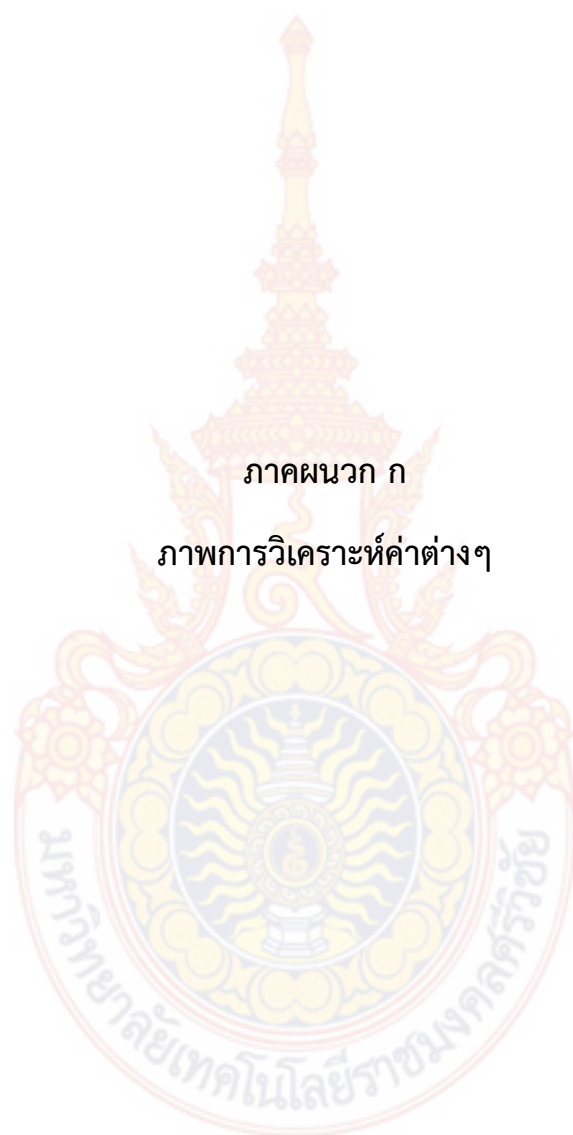 ภาคผนวก ก
ภาพการวิเคราะห์ค่าต่างๆ
มหาวิทยาลัยเทคโนโลยีราชมงคลศรีวิชัย